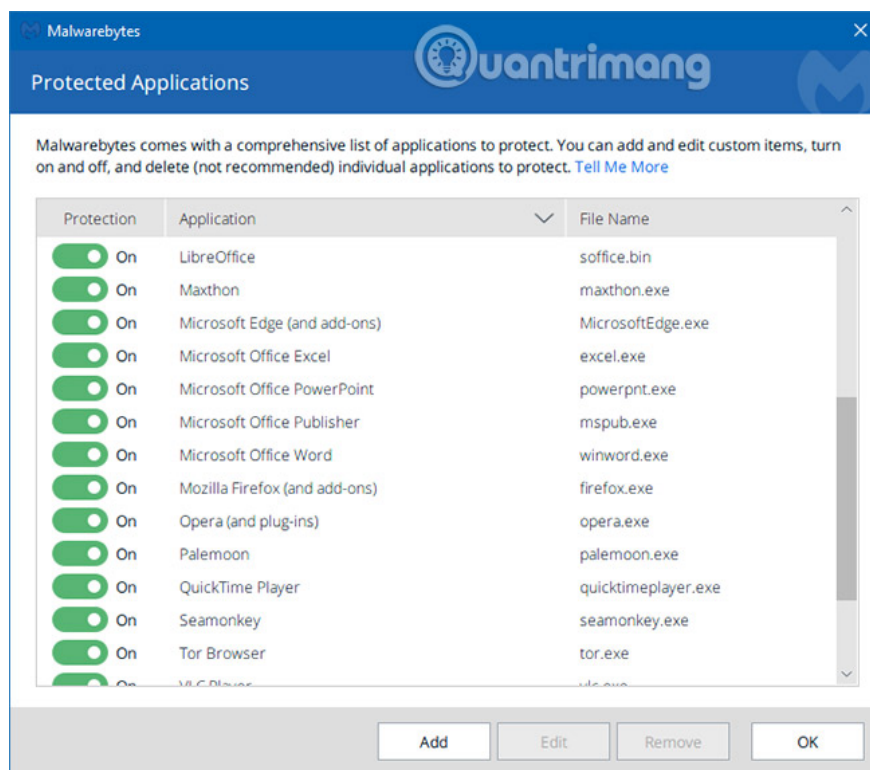 Malwarebytes
Quantrimang
Protected Applications
Malwarebytes comes with a comprehensive list of applications to protect. You can add and edit custom items, turn
on and off, and delete (not recommended) individual applications to protect. Tell Me More
Protection Application File Name
On LibreOffice soffice.bin
On Maxthon maxthon.exe
On Microsoft Edge (and add-ons) MicrosoftEdge.exe
On Microsoft Office Excel excel.exe
On Microsoft Office PowerPoint powerpnt.exe
On Microsoft Office Publisher mspub.exe
On Microsoft Office Word winword.exe
On Mozilla Firefox (and add-ons) firefox.exe
On Opera (and plug-ins) opera.exe
On Palemoon palemoon.exe
On QuickTime Player quicktimeplayer.exe
On Seamonkey seamonkey.exe
On Tor Browser tor.exe
On VLC Player vlc.exe
Add Edit Remove OK